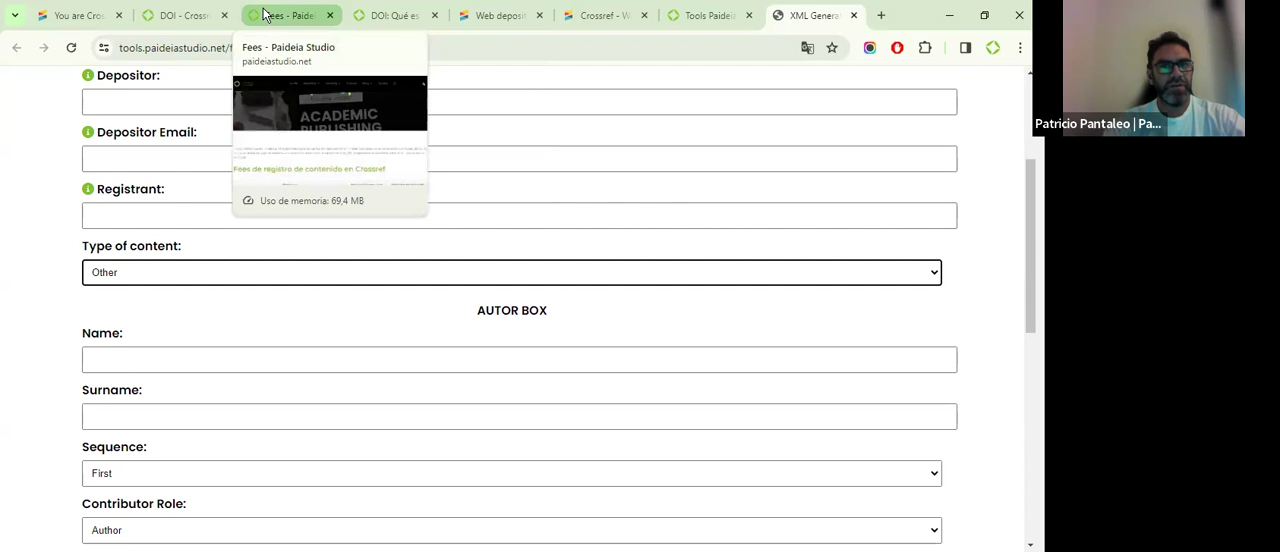 You are Cros
DOI - Crossr
Fees - Paidei
DOI: Qué es
Web deposit
Crossref - W
Tools Paideia
XML Genera
tools.paideiastudio.net/f
Fees - Paideia Studio
paideiastudio.net
ACADEMIC
PUBLISHING
Fees de registro de contenido en Crossref
Uso de memoria: 69,4 MB
Depositor:
Depositor Email:
Registrant:
Type of content:
Other
AUTOR BOX
Name:
Surname:
Sequence:
First
Contributor Role:
Author
Patricio Pantaleo | Pa...